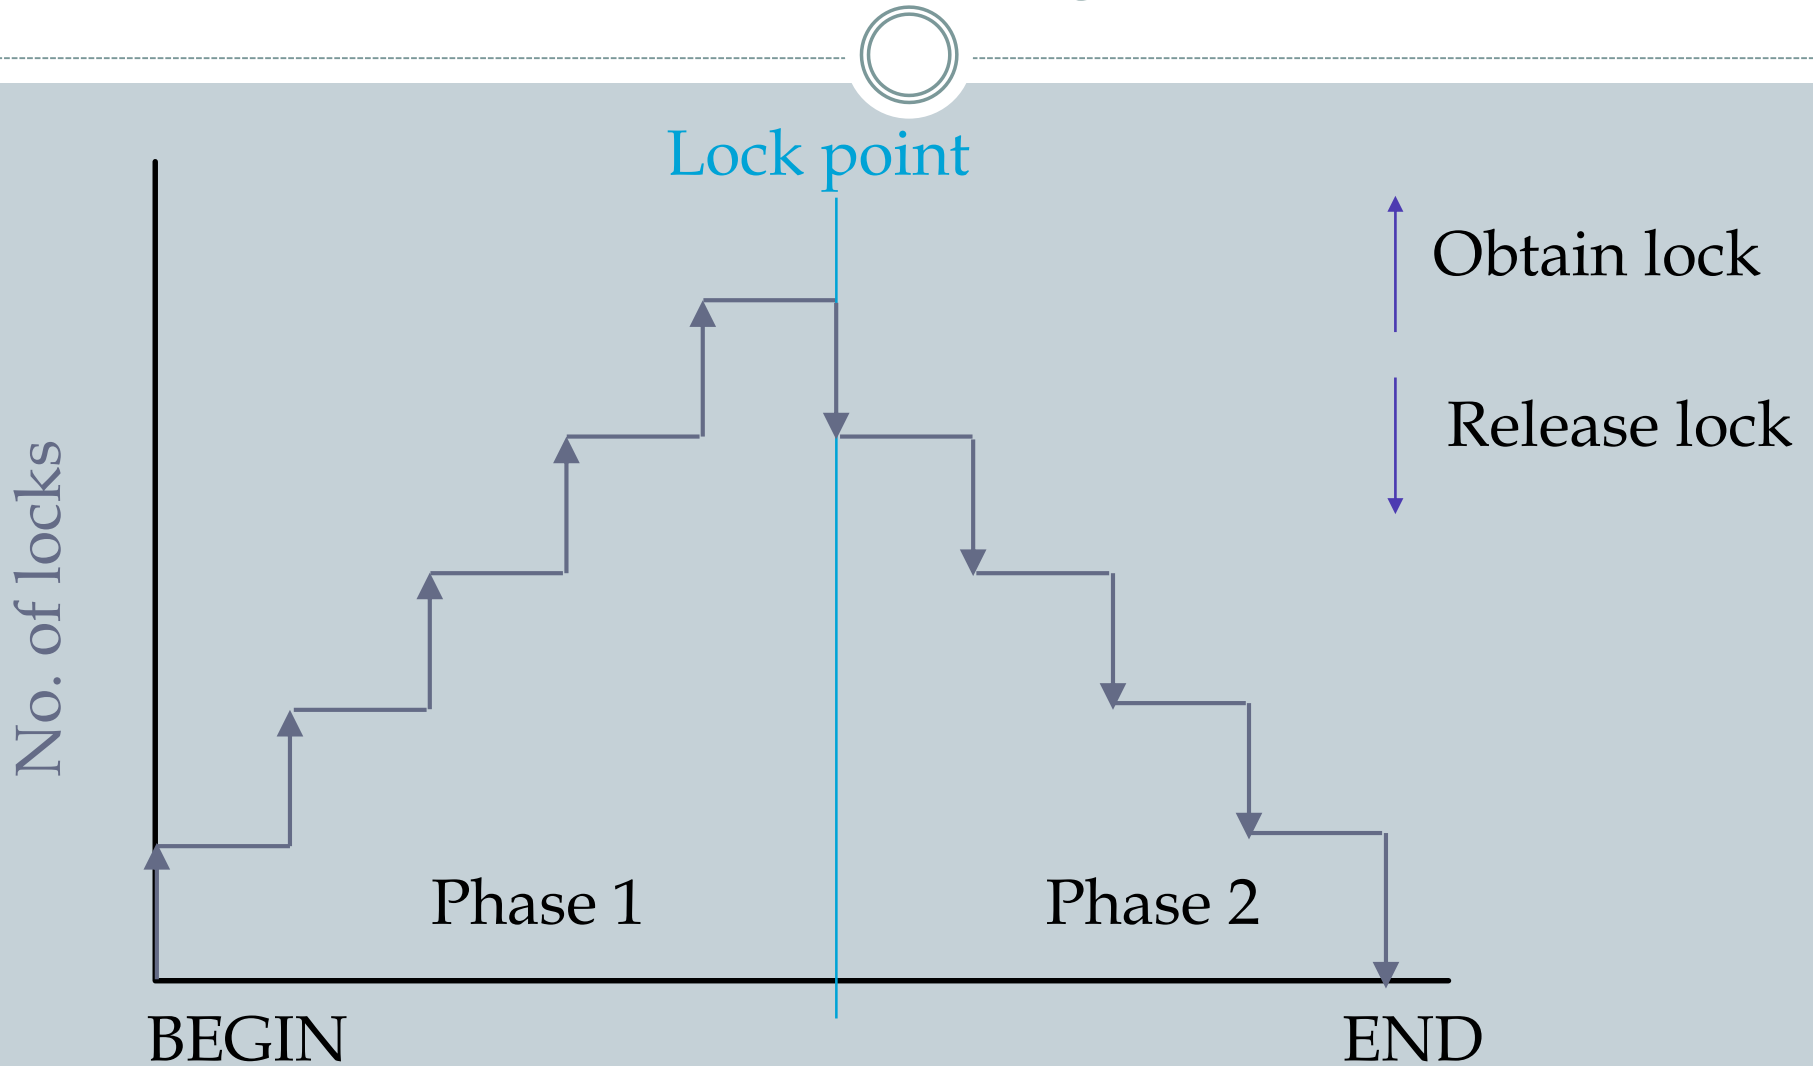 Lock point
Obtain lock
Release lock
No. of locks
Phase 1
Phase 2
BEGIN
END